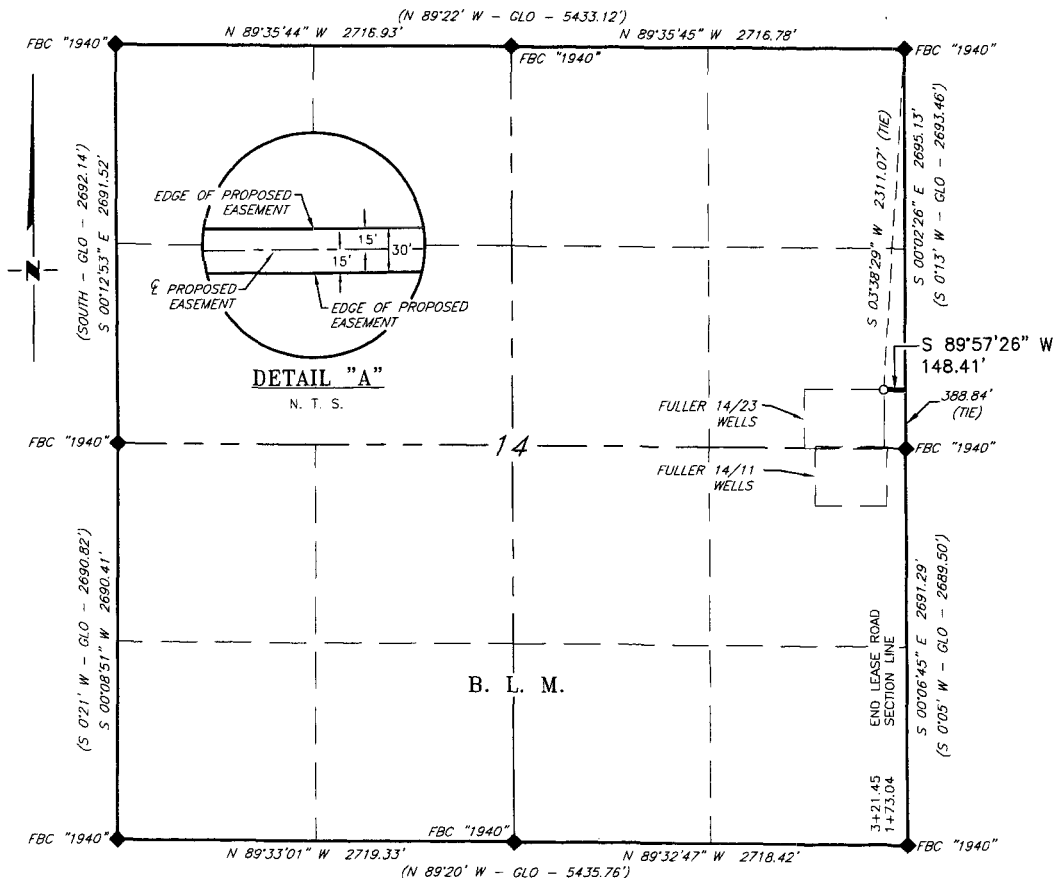 (N 89°22' W - GLO - 5433.12')
N 89°35'44" W 2716.93'
N 89°35'45" W 2716.78'
FBC "1940"
FBC "1940"
FBC "1940"
(SOUTH - GLO - 2692.14')
S 00°12'53" E 2691.52'
EDGE OF PROPOSED
EASEMENT
15'
30'
15'
℄ PROPOSED
EASEMENT
EDGE OF PROPOSED
EASEMENT
DETAIL "A"
N. T. S.
N
S 03°38'29" W 2311.07' (TIE)
S 00°02'26" E 2695.13'
(S 0°13' W - GLO - 2693.46')
S 89°57'26" W
148.41'
388.84'
(TIE)
FULLER 14/23
WELLS
FBC "1940"
14
FBC "1940"
FULLER 14/11
WELLS
(S 0°21' W - GLO - 2690.82')
S 00°08'51" W 2690.41'
B. L. M.
END LEASE ROAD
SECTION LINE
3+21.45
1+73.04
S 00°06'45" E 2691.29'
(S 0°05' W - GLO - 2689.50')
FBC "1940"
FBC "1940"
FBC "1940"
N 89°33'01" W 2719.33'
N 89°32'47" W 2718.42'
(N 89°20' W - GLO - 5435.76')